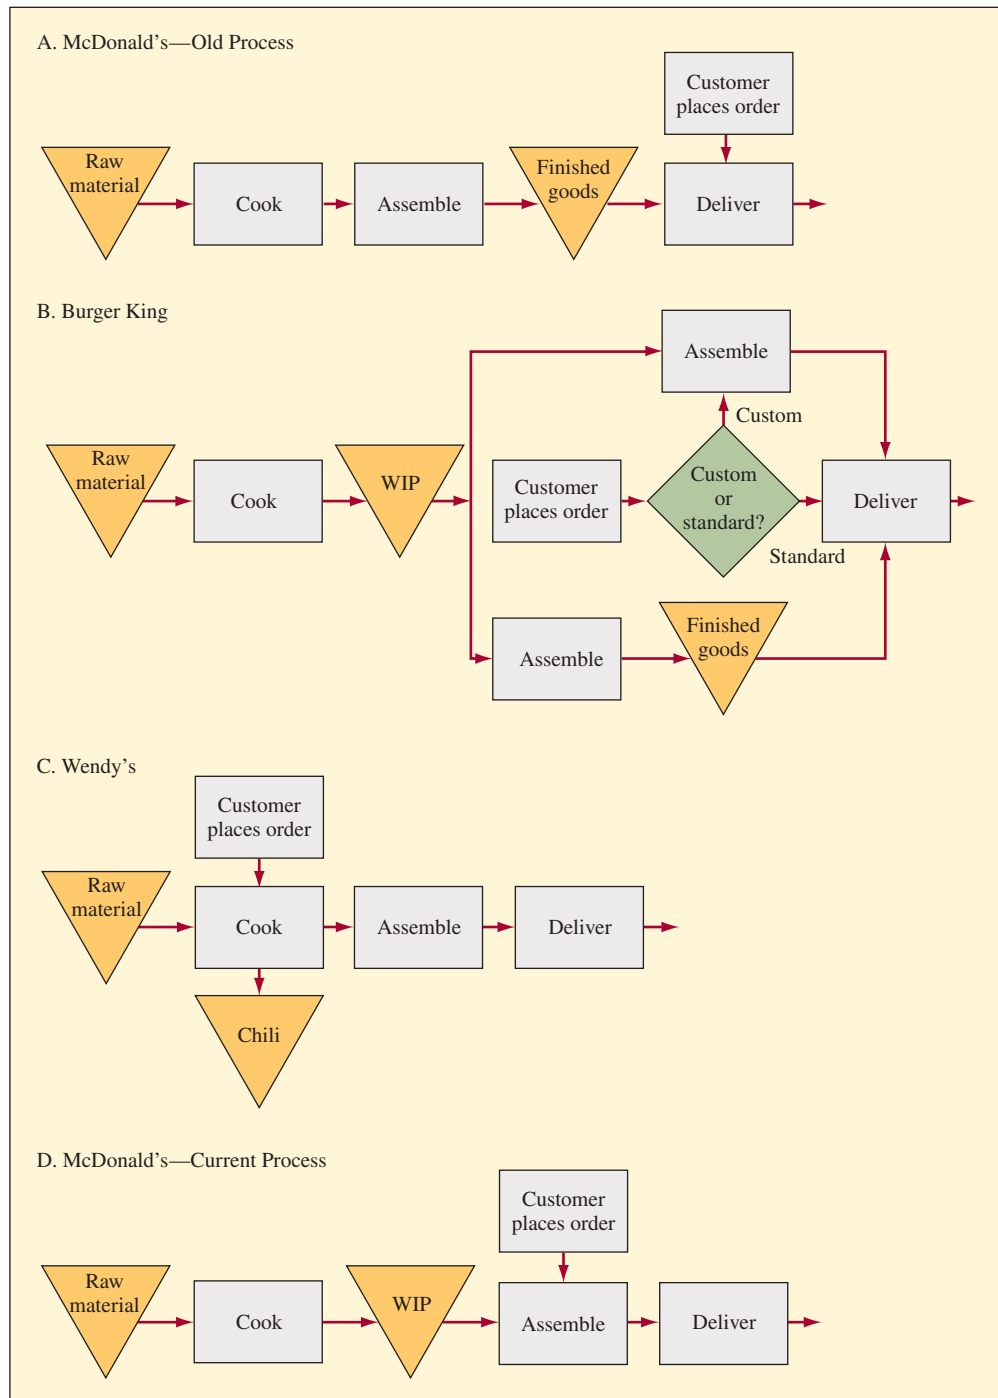 A. McDonald's—Old Process
Customer
places order
Raw
material
Cook
Assemble
Finished
goods
Deliver
B. Burger King
Assemble
Custom
Raw
material
Cook
WIP
Customer
places order
Custom
or
standard?
Deliver
Standard
Assemble
Finished
goods
C. Wendy's
Customer
places order
Raw
material
Cook
Assemble
Deliver
Chili
D. McDonald's—Current Process
Customer
places order
Raw
material
Cook
WIP
Assemble
Deliver